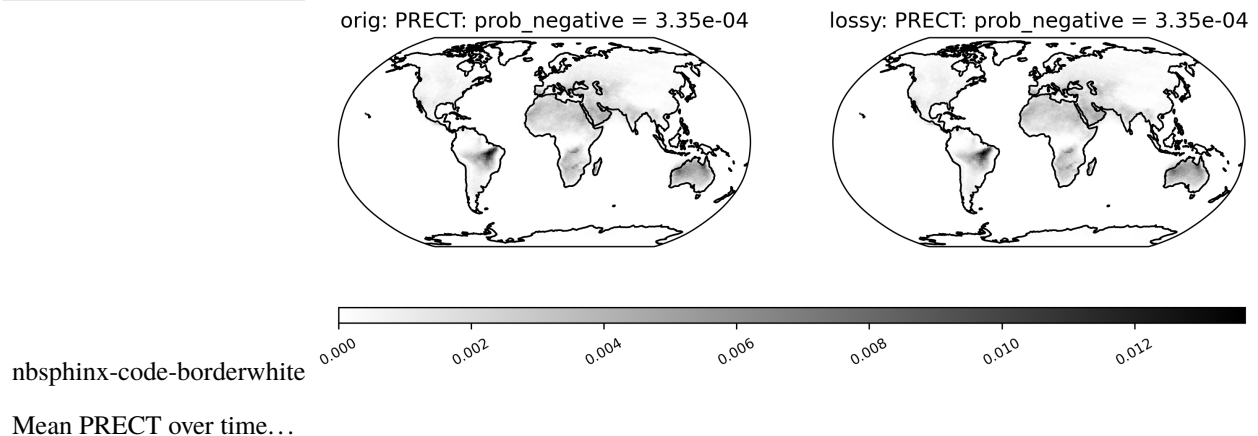 orig: PRECT: prob_negative = 3.35e-04
lossy: PRECT: prob_negative = 3.35e-04
0.000
0.002
0.004
0.006
0.008
0.010
0.012
nbsphinx-code-borderwhite
Mean PRECT over time…